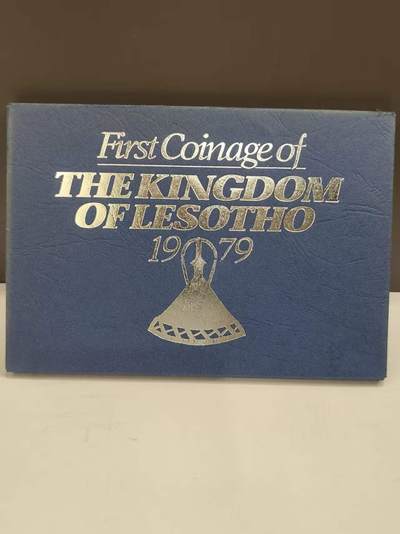 First Coinage of
THE KINGDOM
OF LESOTHO
1979